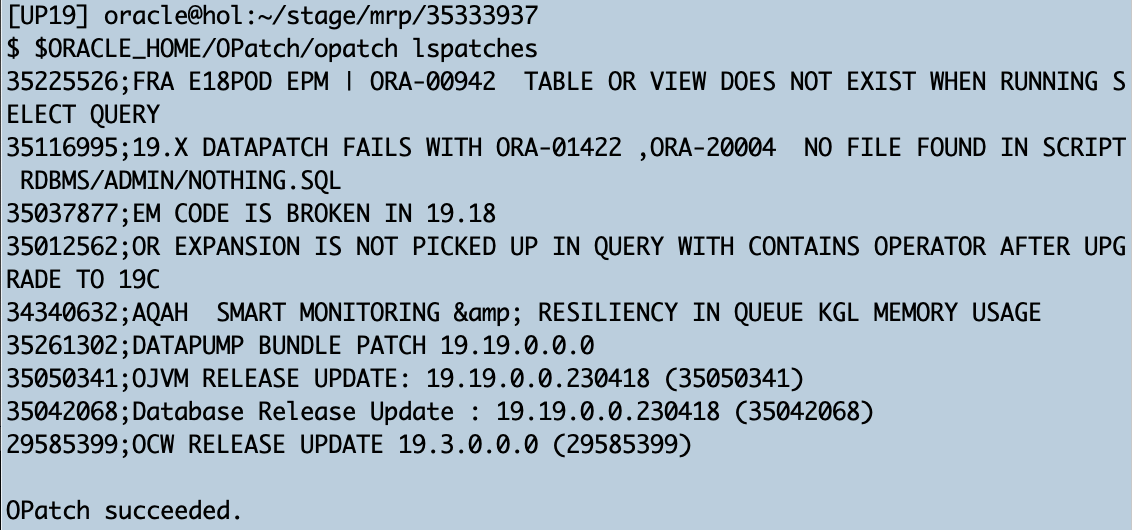 [UP19] oracle@hol:~/stage/mrp/35333937
$ $ORACLE_HOME/OPatch/opatch lspatches
35225526;FRA E18POD EPM | ORA-00942  TABLE OR VIEW DOES NOT EXIST WHEN RUNNING S
ELECT QUERY
35116995;19.X DATAPATCH FAILS WITH ORA-01422 ,ORA-20004  NO FILE FOUND IN SCRIPT
 RDBMS/ADMIN/NOTHING.SQL
35037877;EM CODE IS BROKEN IN 19.18
35012562;OR EXPANSION IS NOT PICKED UP IN QUERY WITH CONTAINS OPERATOR AFTER UPG
RADE TO 19C
34340632;AQAH  SMART MONITORING &amp; RESILIENCY IN QUEUE KGL MEMORY USAGE
35261302;DATAPUMP BUNDLE PATCH 19.19.0.0.0
35050341;OJVM RELEASE UPDATE: 19.19.0.0.230418 (35050341)
35042068;Database Release Update : 19.19.0.0.230418 (35042068)
29585399;OCW RELEASE UPDATE 19.3.0.0.0 (29585399)

OPatch succeeded.